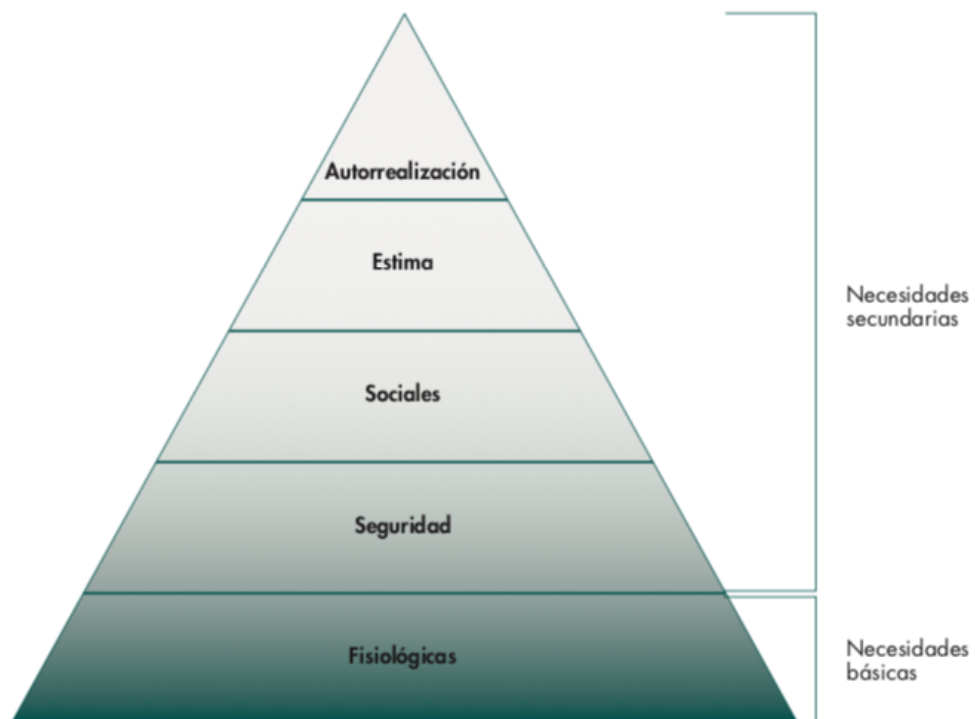 Autorrealización
Estima
Necesidades
secundarias
Sociales
Seguridad
Fisiológicas
Necesidades
básicas